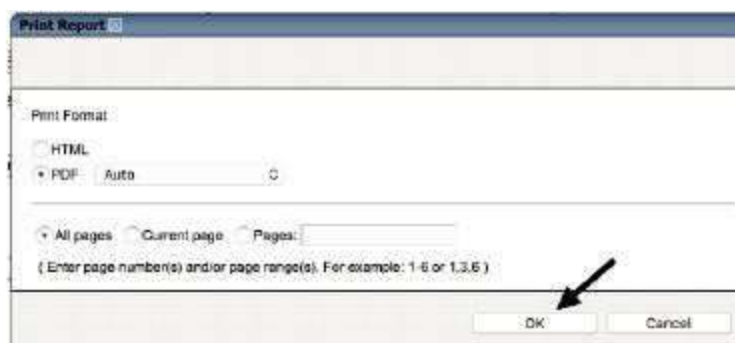 Print Report
Print Format
HTML
PDF Auto
All pages Current page Pages:
( Enter page number(s) and/or page range(s). For example: 1-6 or 1,3,6 )
OK Cancel